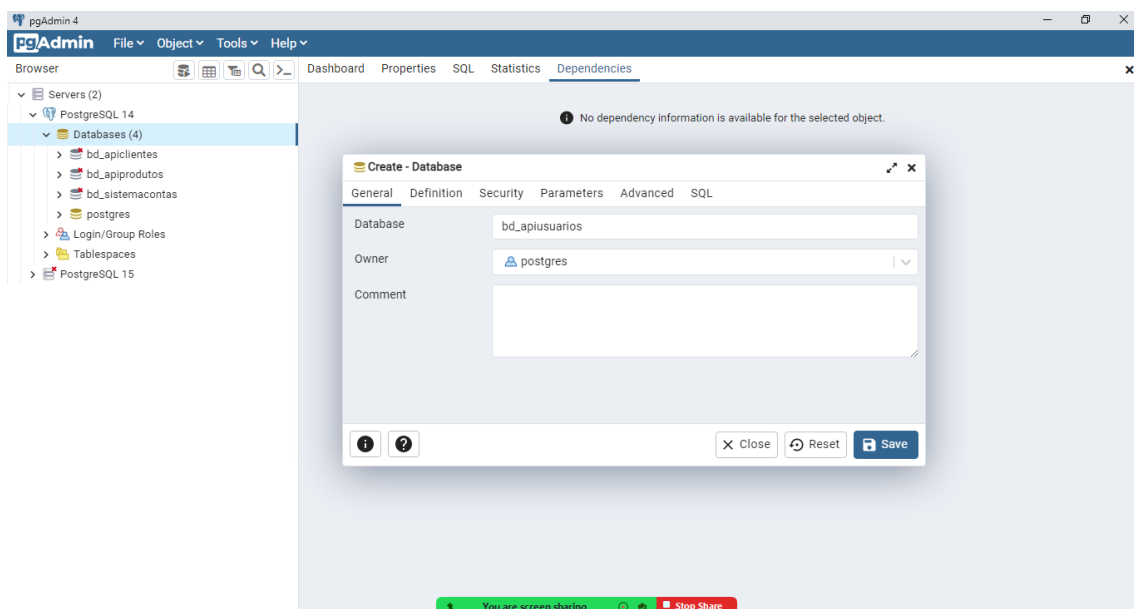 pgAdmin 4
pgAdmin File Object Tools Help
Browser Dashboard Properties SQL Statistics Dependencies
Servers (2)
PostgreSQL 14
No dependency information is available for the selected object.
Databases (4)
bd_apiclientes
bd_apiprodutos
bd_sistemacontas
postgres
Login/Group Roles
Tablespaces
PostgreSQL 15
Create - Database
General Definition Security Parameters Advanced SQL
Database bd_apiusuarios
Owner postgres
Comment
Close Reset Save
You are screen sharing Stop Share